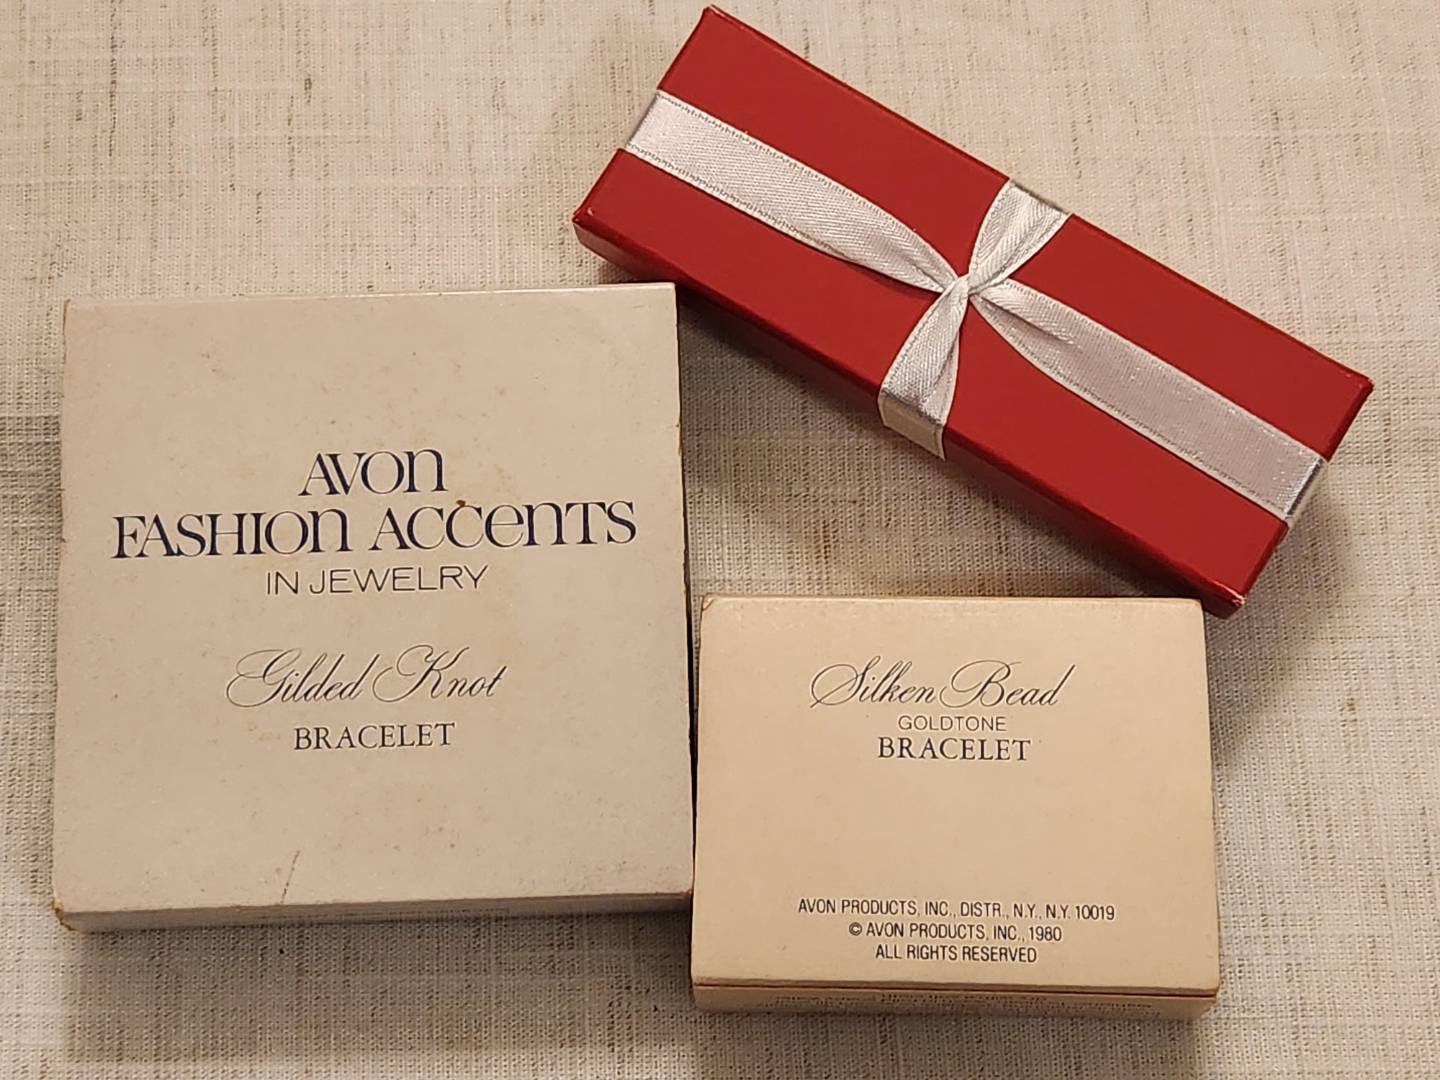 AVON
FASHION ACCENTS
IN JEWELRY
Gilded Knot
BRACELET
Silken Bead
GOLDTONE
BRACELET
AVON PRODUCTS, INC., DISTR., N.Y., N.Y. 10019
© AVON PRODUCTS, INC., 1980
ALL RIGHTS RESERVED